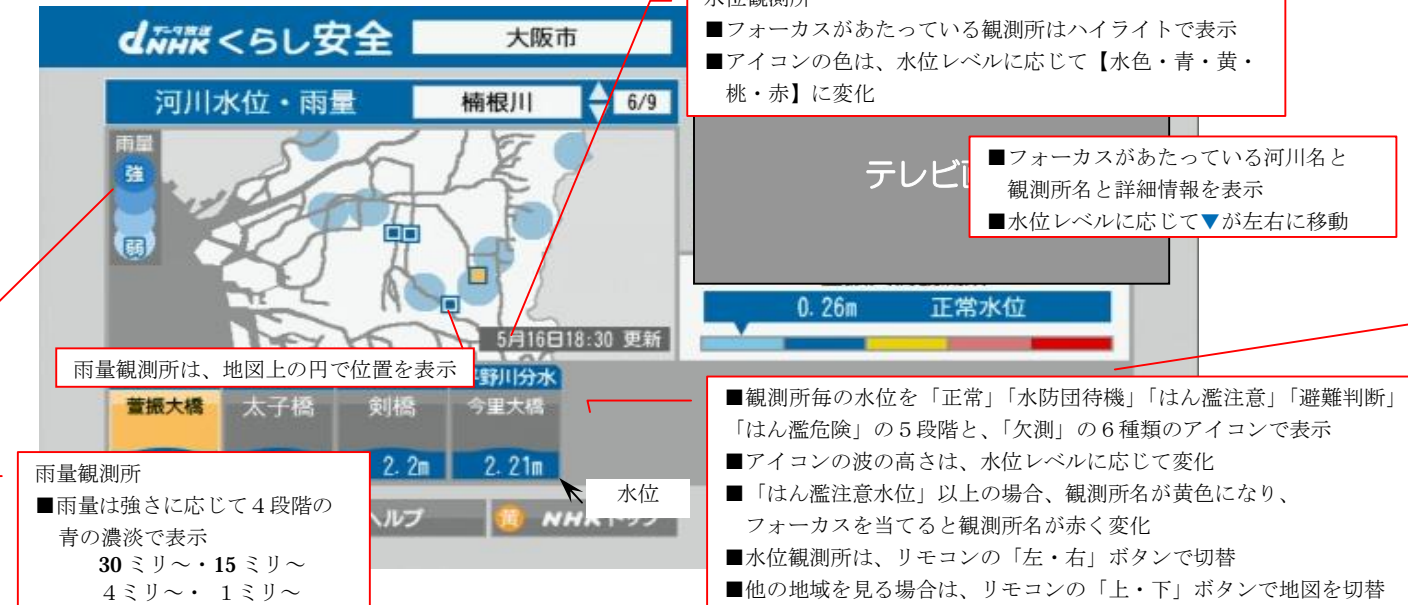 水位観測所
■フォーカスがあたっている観測所はハイライトで表示
■アイコンの色は、水位レベルに応じて【水色・青・黄・
桃・赤】に変化
データ放送
dNHK くらし安全 大阪市
河川水位・雨量 楠根川 6/9
雨量
強
弱
テレビ
■フォーカスがあたっている河川名と
観測所名と詳細情報を表示
■水位レベルに応じて▼が左右に移動
0.26m 正常水位
5月16日18:30 更新
雨量観測所は、地図上の円で位置を表示
野川分水
萱振大橋 太子橋 剣橋 今里大橋
2.2m 2.21m
水位
ヘルプ 黄 NHKトップ
雨量観測所
■雨量は強さに応じて4段階の
青の濃淡で表示
30 ミリ～・15 ミリ～
4ミリ～・ 1ミリ～
■観測所毎の水位を「正常」「水防団待機」「はん濫注意」「避難判断」
「はん濫危険」の5段階と、「欠測」の6種類のアイコンで表示
■アイコンの波の高さは、水位レベルに応じて変化
■「はん濫注意水位」以上の場合、観測所名が黄色になり、
フォーカスを当てると観測所名が赤く変化
■水位観測所は、リモコンの「左・右」ボタンで切替
■他の地域を見る場合は、リモコンの「上・下」ボタンで地図を切替